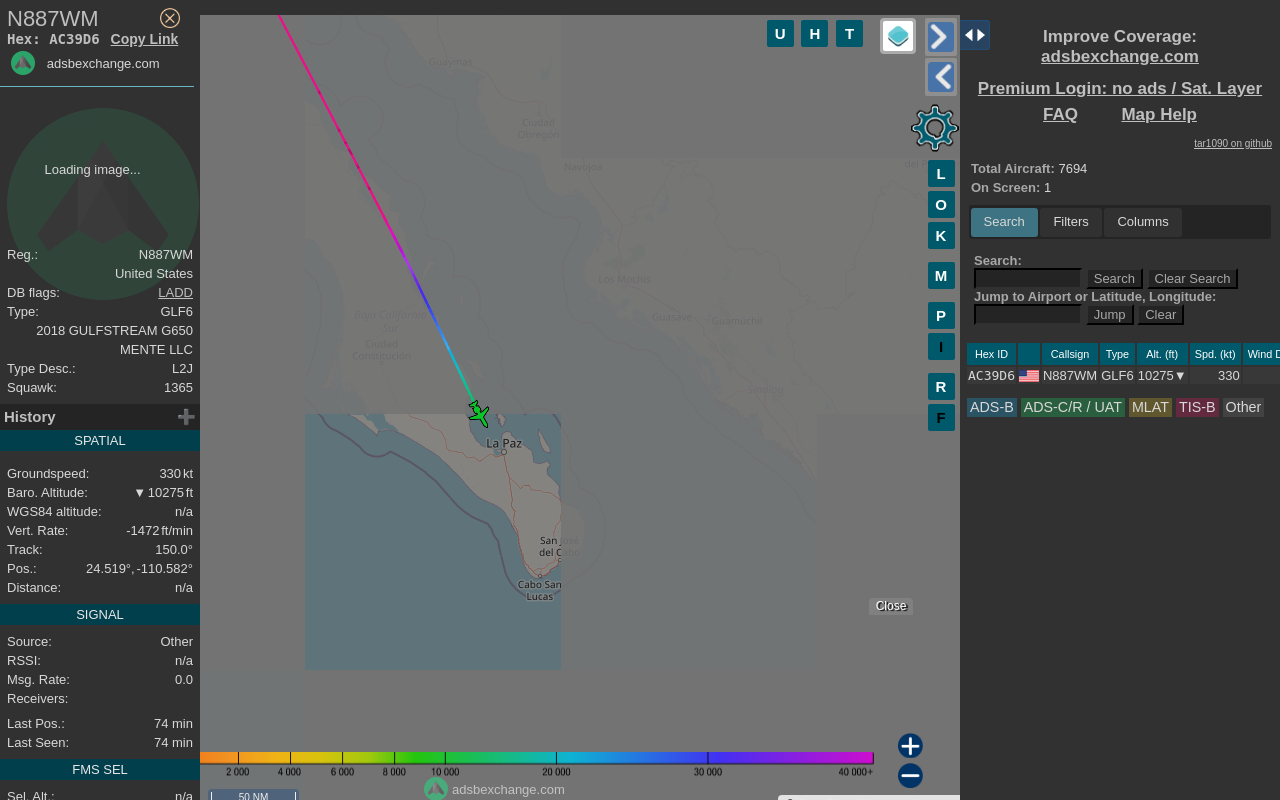 N887WM
Hex: AC39D6 Copy Link
adsbexchange.com
Loading image...
Reg.: N887WM
United States
DB flags: LADD
Type: GLF6
2018 GULFSTREAM G650
MENTE LLC
Type Desc.: L2J
Squawk: 1365
History
SPATIAL
Groundspeed: 330 kt
Baro. Altitude: ▼ 10275 ft
WGS84 altitude: n/a
Vert. Rate: -1472 ft/min
Track: 150.0°
Pos.: 24.519°, -110.582°
Distance: n/a
SIGNAL
Source: Other
RSSI: n/a
Msg. Rate: 0.0
Receivers:
Last Pos.: 74 min
Last Seen: 74 min
FMS SEL
Sel. Alt.: n/a
U H T
L
O
K
M
P
I
R
F
Guaymas
Ciudad
Obregón
Navojoa
Los Mochis
Guasave
Guamúchil
Baja California
Sur
Ciudad
Constitución
La Paz
San José
del Cabo
Cabo San
Lucas
Close
2 000 4 000 6 000 8 000 10 000 20 000 30 000 40 000+
adsbexchange.com
50 NM
Improve Coverage:
adsbexchange.com
Premium Login: no ads / Sat. Layer
FAQ Map Help
tar1090 on github
Total Aircraft: 7694
On Screen: 1
Search Filters Columns
Search:
Search Clear Search
Jump to Airport or Latitude, Longitude:
Jump Clear
Hex ID Callsign Type Alt. (ft) Spd. (kt) Wind D
AC39D6 N887WM GLF6 10275▼ 330
ADS-B ADS-C/R / UAT MLAT TIS-B Other